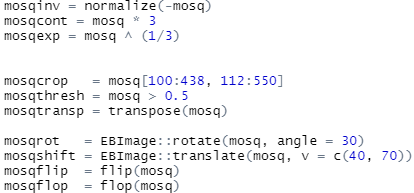 mosqinv = normalize(-mosq)
mosqcont = mosq * 3
mosqexp = mosq ^ (1/3)
mosqcrop   = mosq[100:438, 112:550]
mosqthresh = mosq > 0.5
mosqtransp = transpose(mosq)
mosqrot   = EBImage::rotate(mosq, angle = 30)
mosqshift = EBImage::translate(mosq, v = c(40, 70))
mosqflip  = flip(mosq)
mosqflop  = flop(mosq)